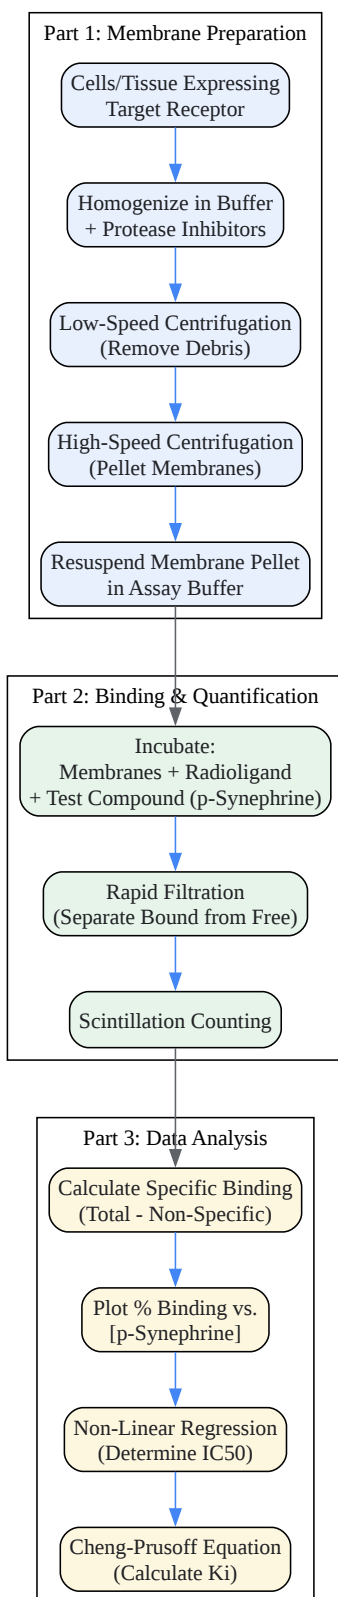 Part 1: Membrane Preparation
Cells/Tissue Expressing
Target Receptor
Homogenize in Buffer
+ Protease Inhibitors
Low-Speed Centrifugation
(Remove Debris)
High-Speed Centrifugation
(Pellet Membranes)
Resuspend Membrane Pellet
in Assay Buffer
Part 2: Binding & Quantification
Incubate:
Membranes + Radioligand
+ Test Compound (p-Synephrine)
Rapid Filtration
(Separate Bound from Free)
Scintillation Counting
Part 3: Data Analysis
Calculate Specific Binding
(Total - Non-Specific)
Plot % Binding vs.
[p-Synephrine]
Non-Linear Regression
(Determine IC50)
Cheng-Prusoff Equation
(Calculate Ki)